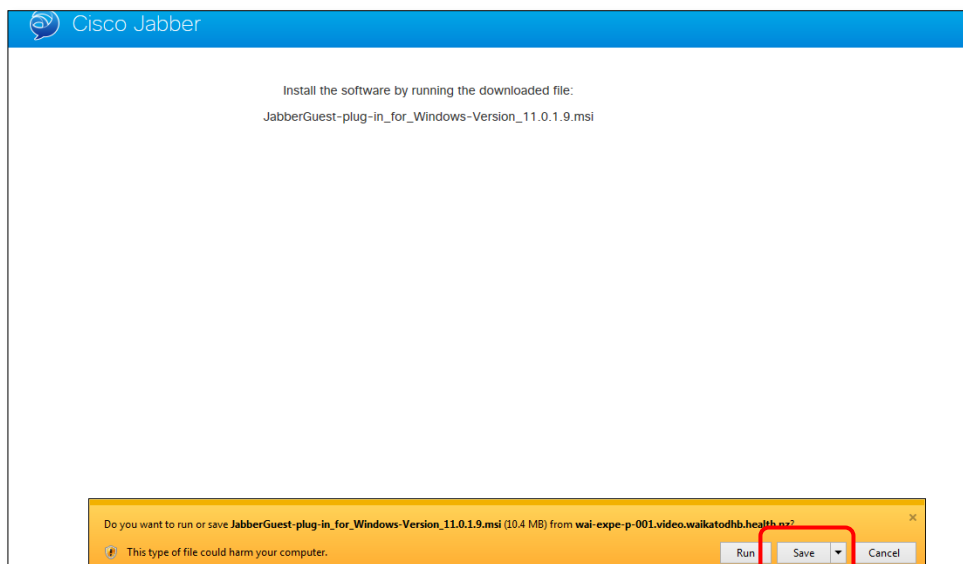 Cisco Jabber
Install the software by running the downloaded file:
JabberGuest-plug-in_for_Windows-Version_11.0.1.9.msi
Do you want to run or save JabberGuest-plug-in_for_Windows-Version_11.0.1.9.msi (10.4 MB) from wai-expe-p-001.video.waikatodhb.health.nz?
This type of file could harm your computer.
Run Save Cancel